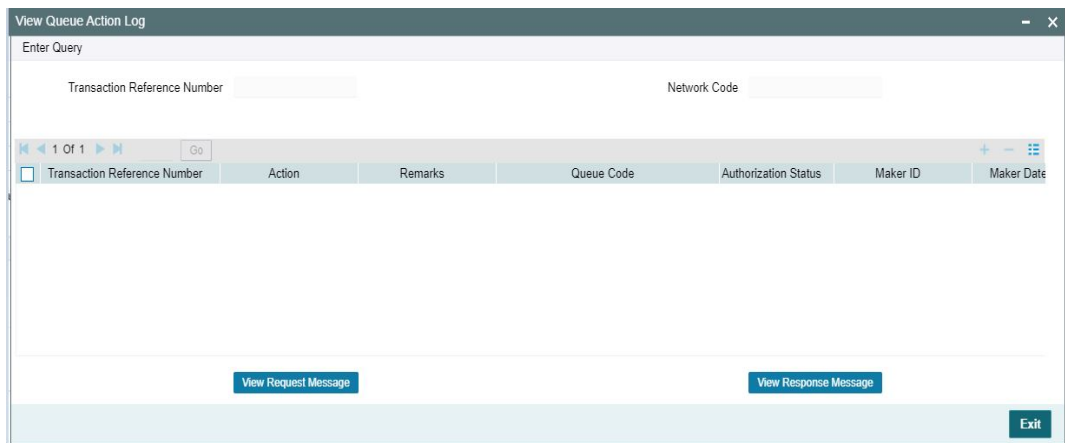 View Queue Action Log
Enter Query
Transaction Reference Number Network Code
1 Of 1 Go
Transaction Reference Number Action Remarks Queue Code Authorization Status Maker ID Maker Date
View Request Message View Response Message
Exit